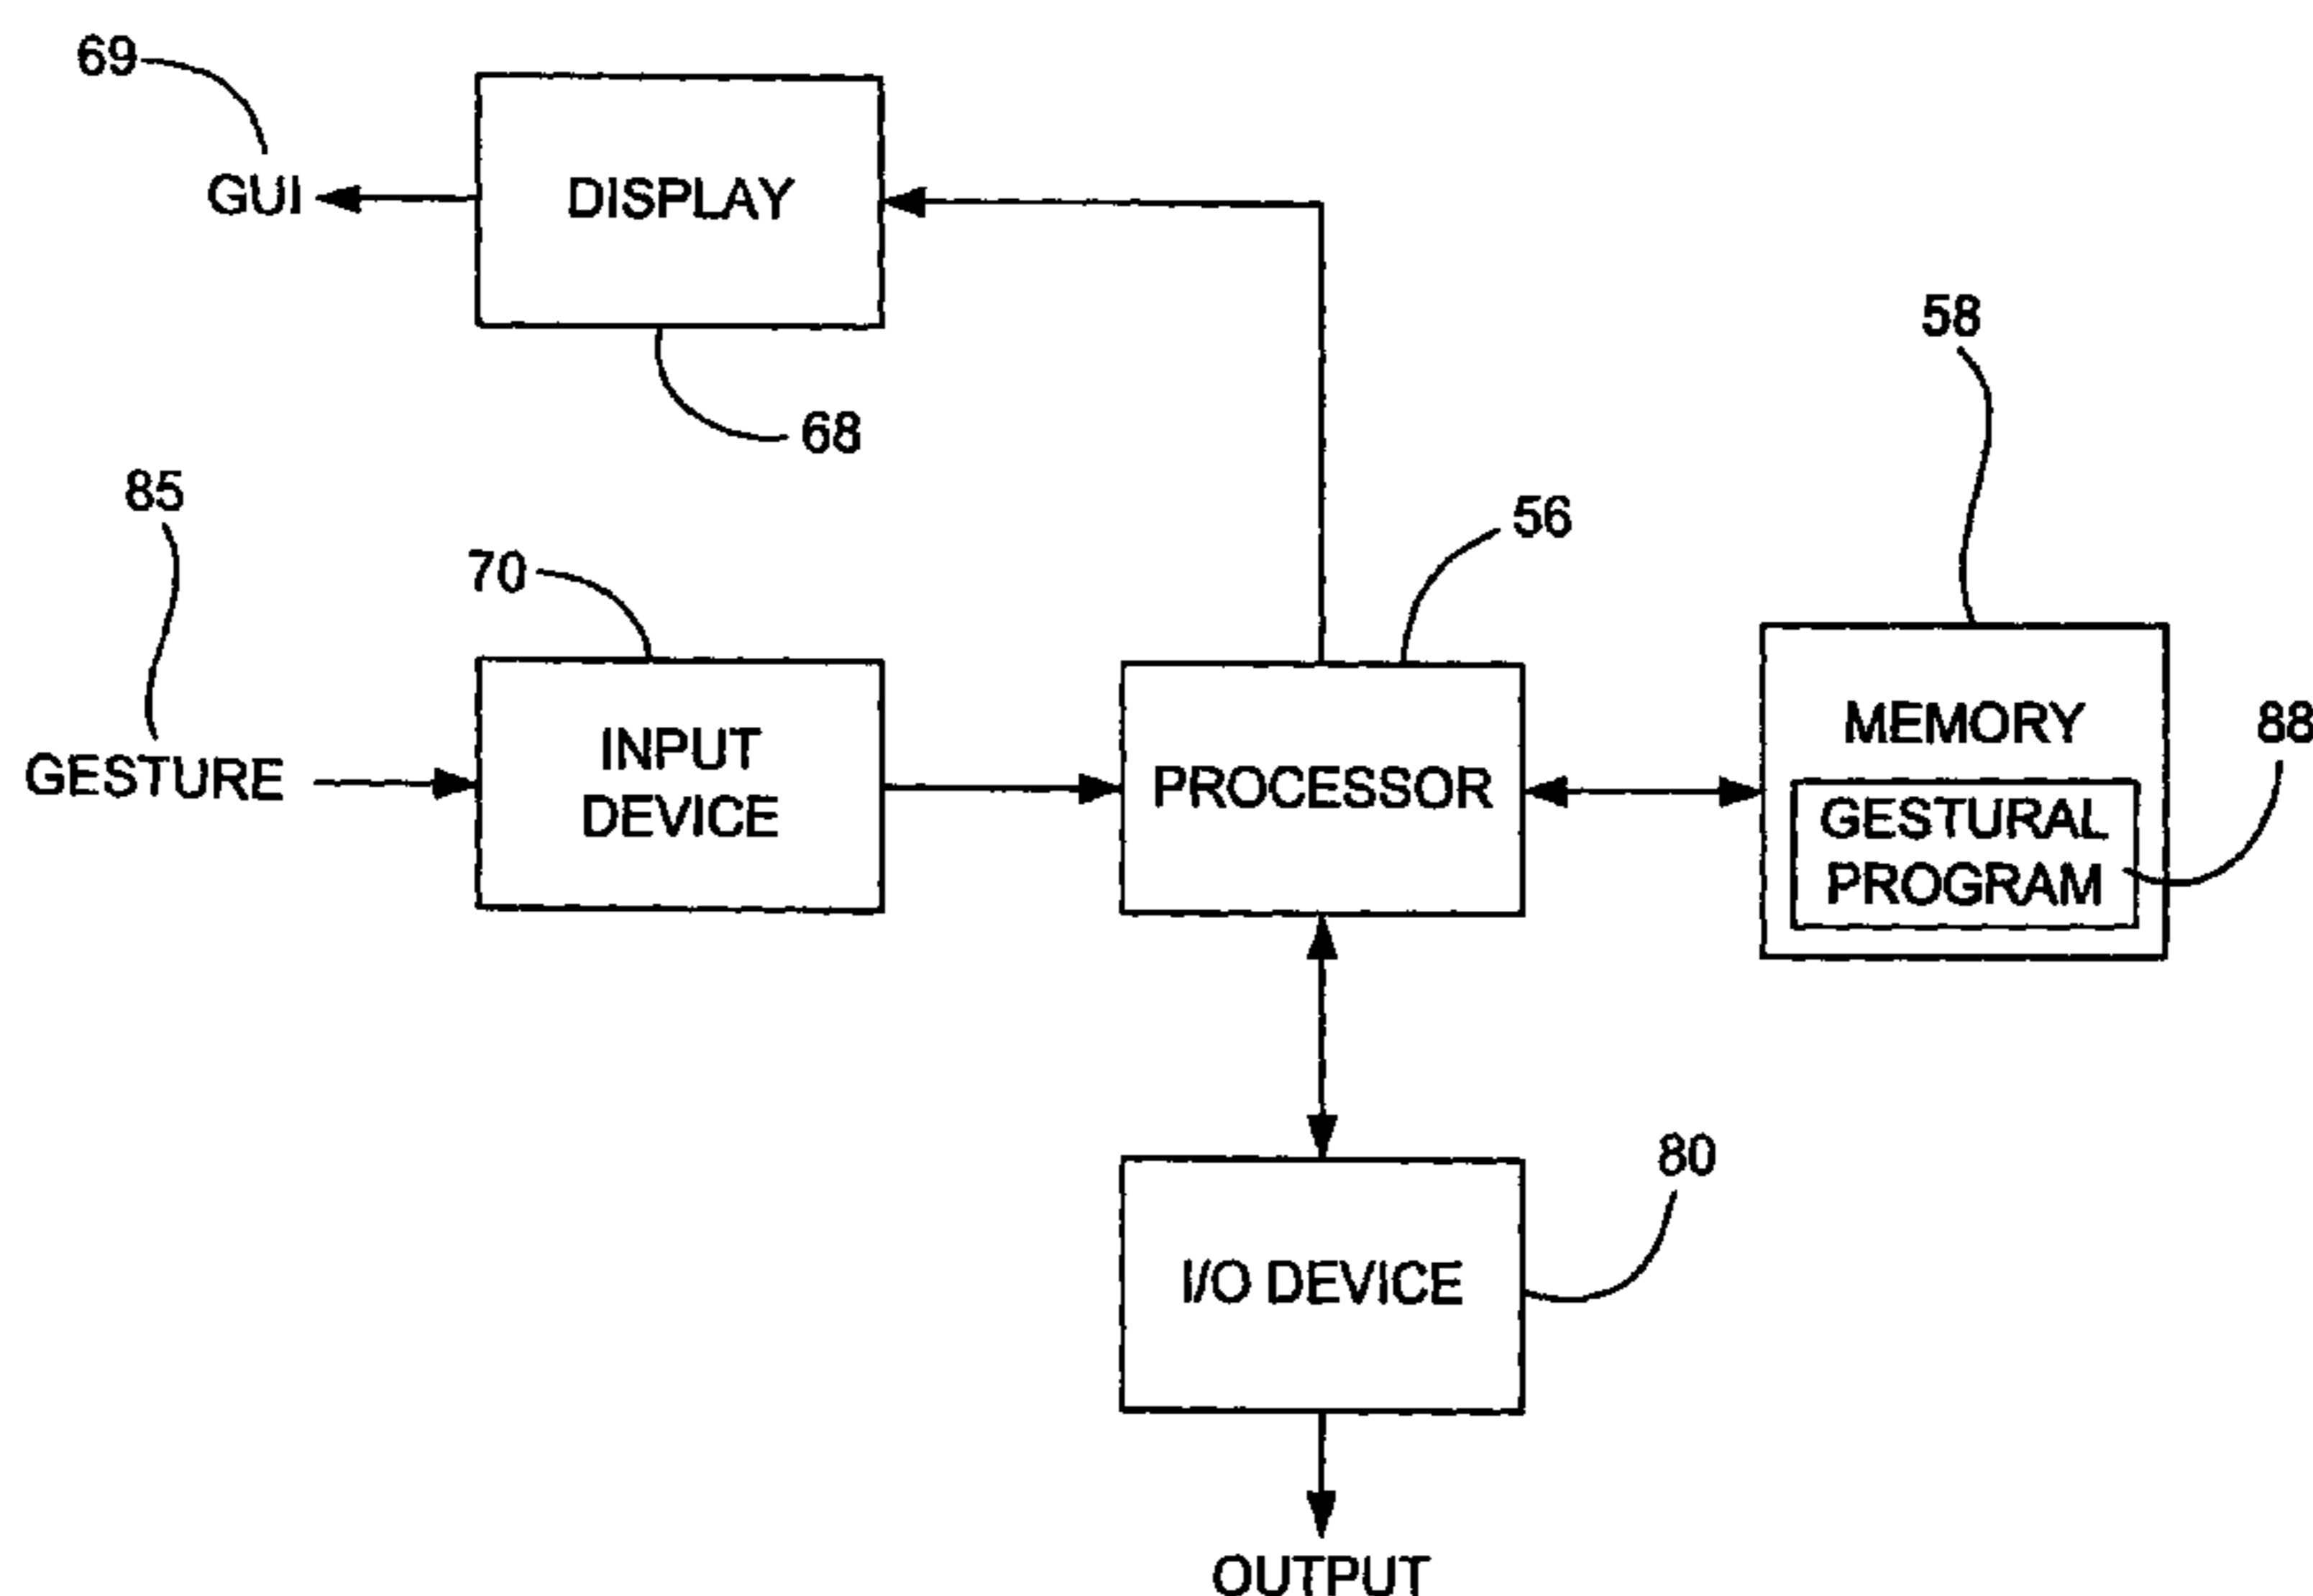 69
GUI
DISPLAY
68
58
85
70
56
GESTURE
INPUT
DEVICE
PROCESSOR
MEMORY
88
GESTURAL
PROGRAM
80
I/O DEVICE
OUTPUT